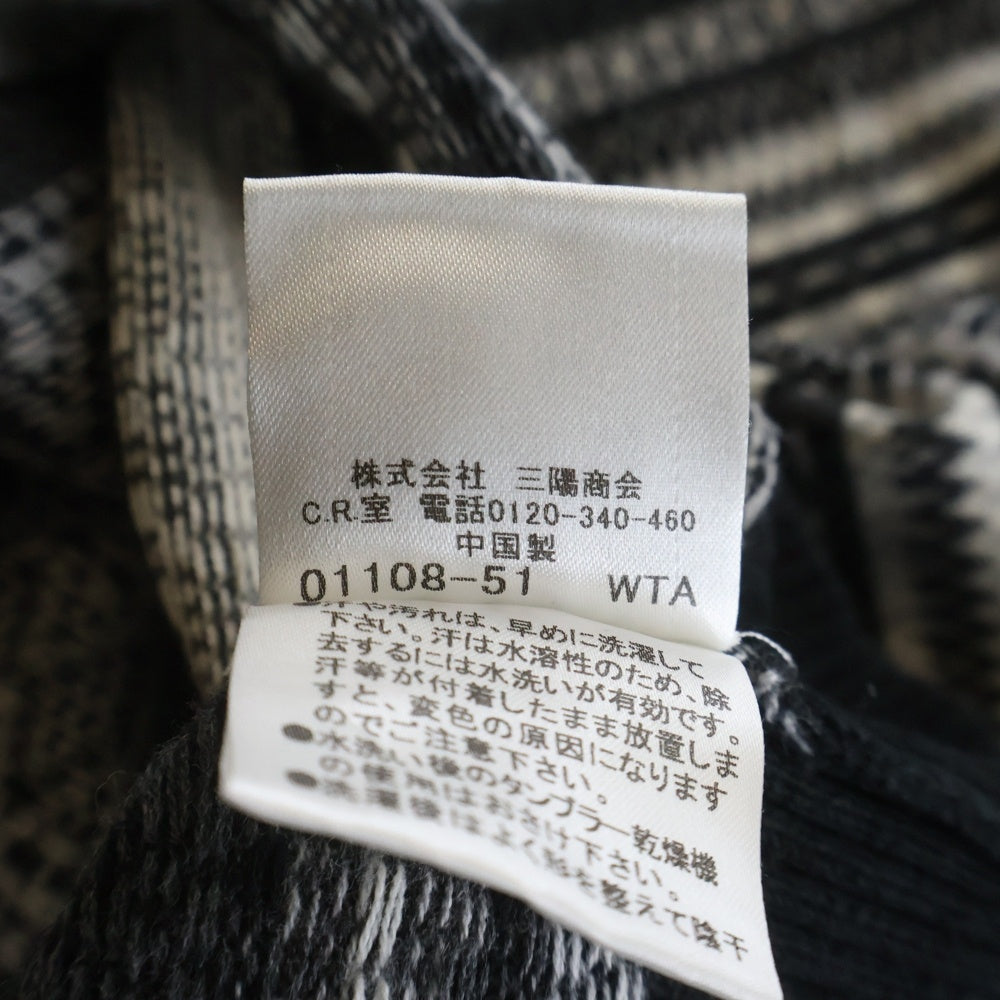 株式会社 三陽商会
C.R.室 電話0120-340-460
中国製
01108-51 WTA
汗や汚れは、早めに洗濯して
下さい。汗は水溶性のため、除
去するには水洗いが有効です。
汗等が付着したまま放置しま
すと、変色の原因になります
のでご注意下さい。
●水洗い後のタンブラー乾燥機
の使用はおさけ下さい。
●洗濯後はよく形を整えて陰干